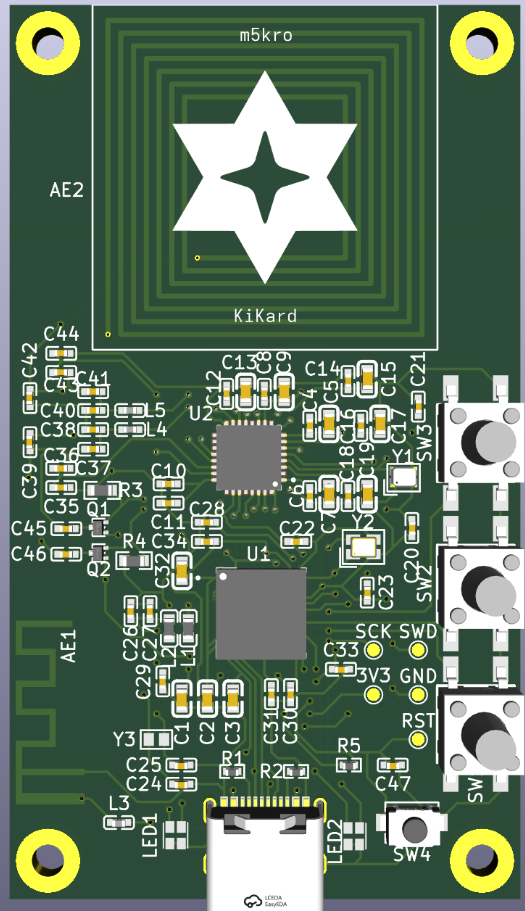 m5kro
AE2
KiKard
C44
C42
C43
C41
C40
L5
C38
L4
C39
C36
C37
C35
R3
C45
Q1
C46
Q2
R4
C10
C11
C28
C34
C32
U2
C12
C13
C8
C9
C14
C15
C21
C4
C5
C16
C17
SW3
C6
C7
C18
C19
Y1
C22
Y2
C20
U1
C23
SW2
AE1
C26
C27
L2
L1
C29
C33
SCK SWD
3V3 GND
RST
C1
C2
C3
C31
C30
SW
Y3
C25
C24
R1
R2
R5
C47
L3
LED1
LED2
SW4
LCEDA
EasyEDA